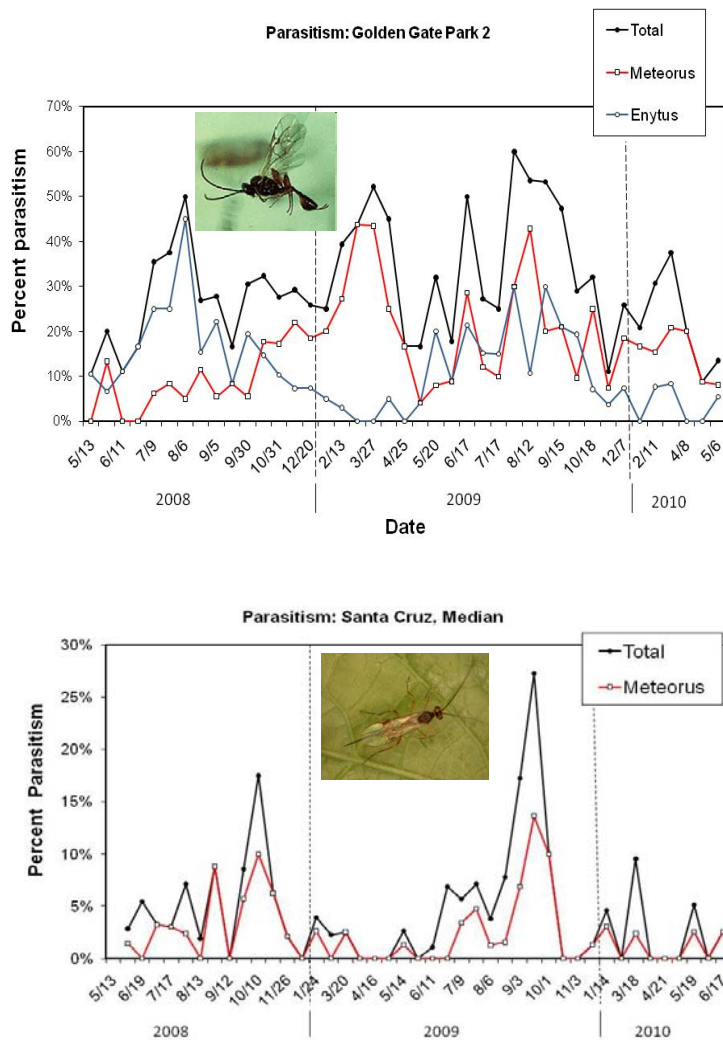 Parasitism: Golden Gate Park 2
Total
Meteorus
Enytus
Percent parasitism
70%
60%
50%
40%
30%
20%
10%
0%
5/13 6/11 7/9 8/6 9/5 9/30 10/31 12/20 2/13 3/27 4/25 5/20 6/17 7/17 8/12 9/15 10/18 12/7 2/11 4/8 5/6
2008 2009 2010
Date
Parasitism: Santa Cruz, Median
Total
Meteorus
Percent Parasitism
30%
25%
20%
15%
10%
5%
0%
5/13 6/19 7/17 8/13 9/12 10/10 11/26 1/24 3/20 4/16 5/14 6/11 7/9 8/6 9/3 10/1 11/3 1/14 3/18 4/21 5/19 6/17
2008 2009 2010